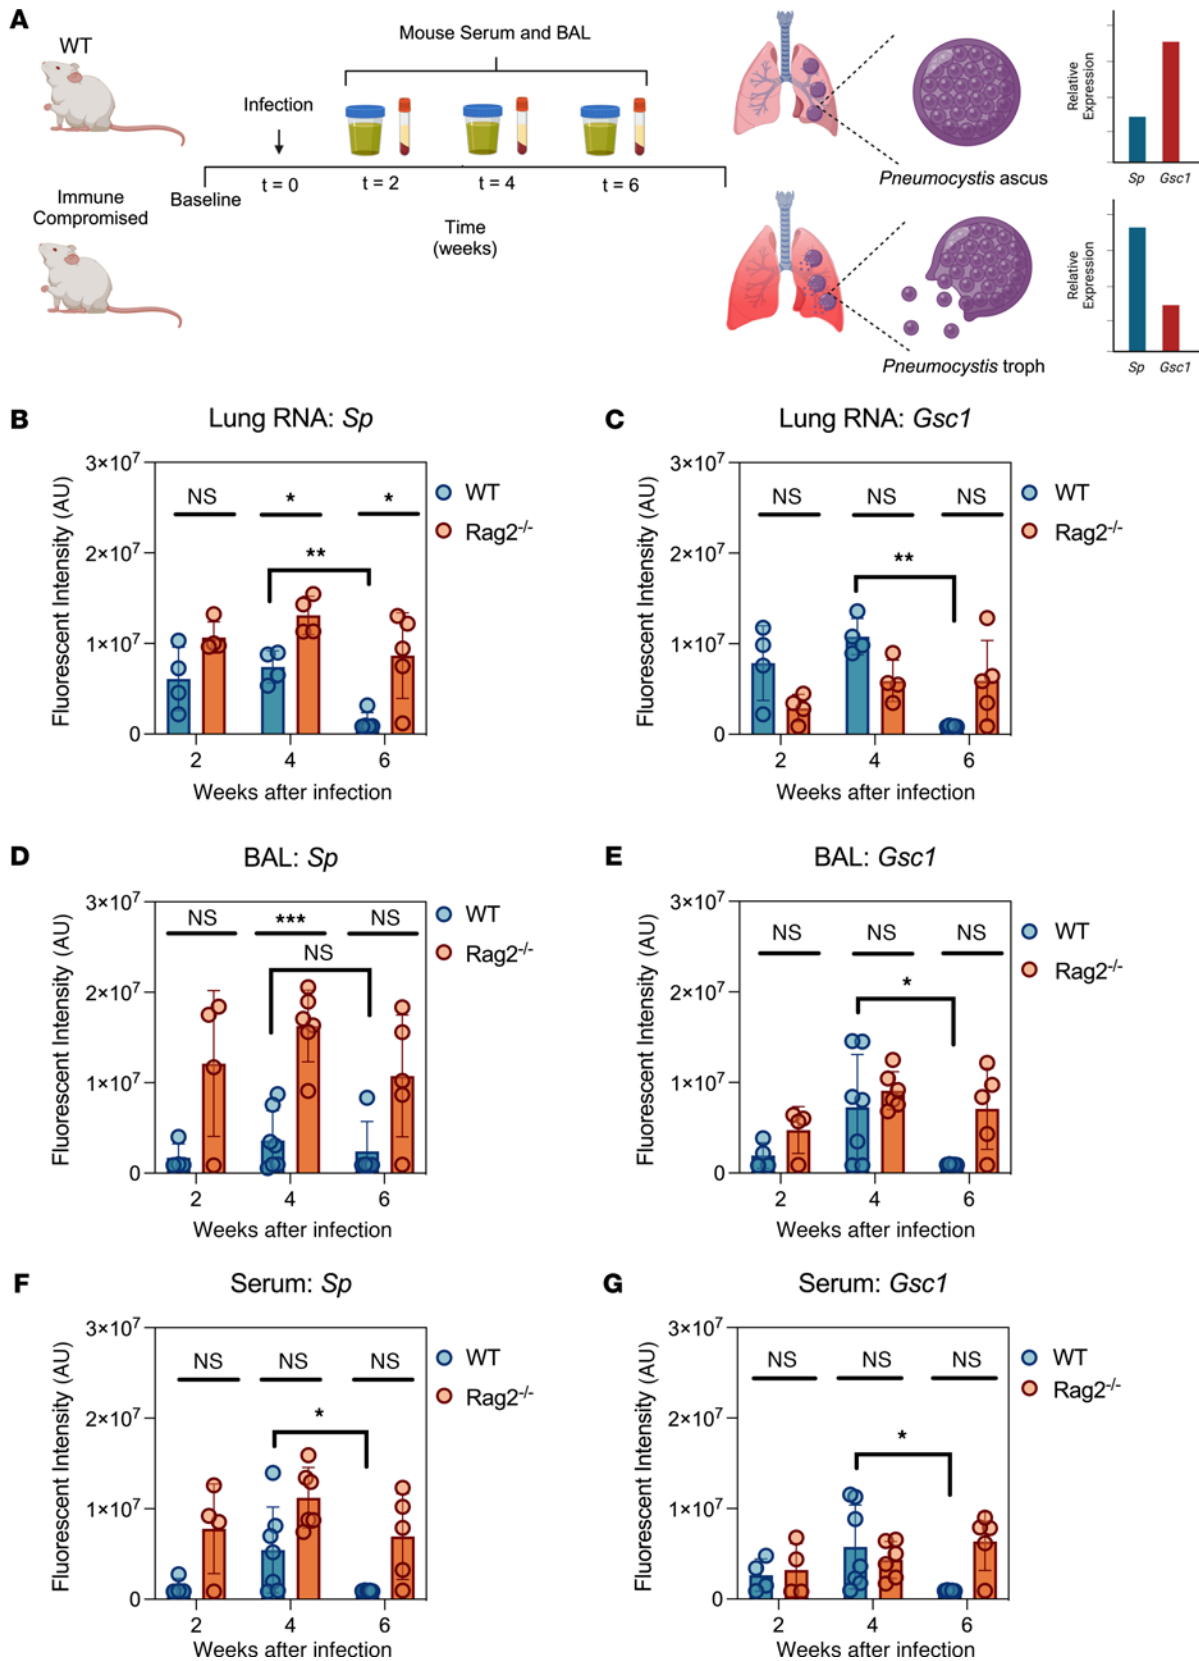 A
WT
Immune
Compromised
Mouse Serum and BAL
Infection
Baseline
t = 0
t = 2
t = 4
t = 6
Time
(weeks)
Pneumocystis ascus
Relative
Expression
Sp
Gsc1
Pneumocystis troph
Relative
Expression
Sp
Gsc1
B
Lung RNA: Sp
Fluorescent Intensity (AU)
3×10⁷
2×10⁷
1×10⁷
0
NS
*
*
**
WT
Rag2⁻/⁻
2
4
6
Weeks after infection
C
Lung RNA: Gsc1
Fluorescent Intensity (AU)
3×10⁷
2×10⁷
1×10⁷
0
NS
NS
NS
**
WT
Rag2⁻/⁻
2
4
6
Weeks after infection
D
BAL: Sp
Fluorescent Intensity (AU)
3×10⁷
2×10⁷
1×10⁷
0
NS
***
NS
NS
WT
Rag2⁻/⁻
2
4
6
Weeks after infection
E
BAL: Gsc1
Fluorescent Intensity (AU)
3×10⁷
2×10⁷
1×10⁷
0
NS
NS
NS
*
WT
Rag2⁻/⁻
2
4
6
Weeks after infection
F
Serum: Sp
Fluorescent Intensity (AU)
3×10⁷
2×10⁷
1×10⁷
0
NS
NS
NS
*
WT
Rag2⁻/⁻
2
4
6
Weeks after infection
G
Serum: Gsc1
Fluorescent Intensity (AU)
3×10⁷
2×10⁷
1×10⁷
0
NS
NS
NS
*
WT
Rag2⁻/⁻
2
4
6
Weeks after infection